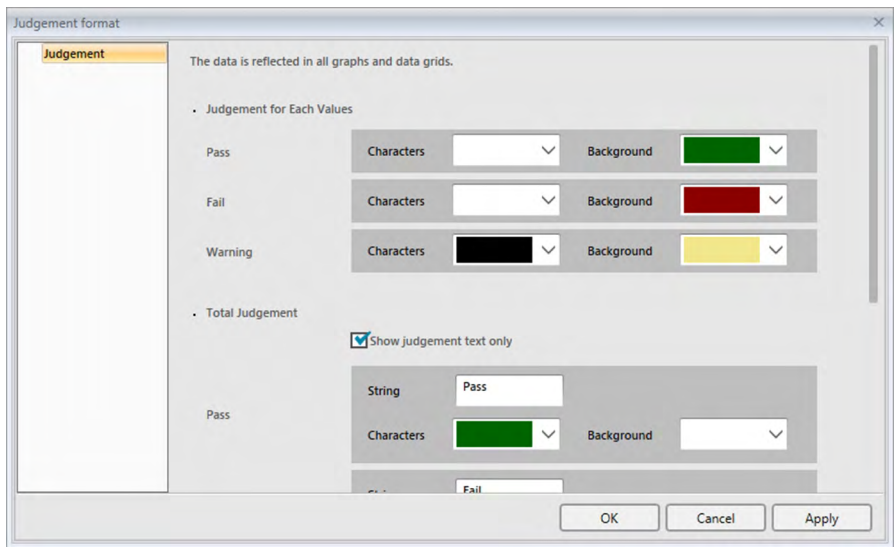 Judgement format
Judgement
The data is reflected in all graphs and data grids.
Judgement for Each Values
Pass Characters Background
Fail Characters Background
Warning Characters Background
Total Judgement
Show judgement text only
String Pass
Pass
Characters Background
Fail
OK Cancel Apply